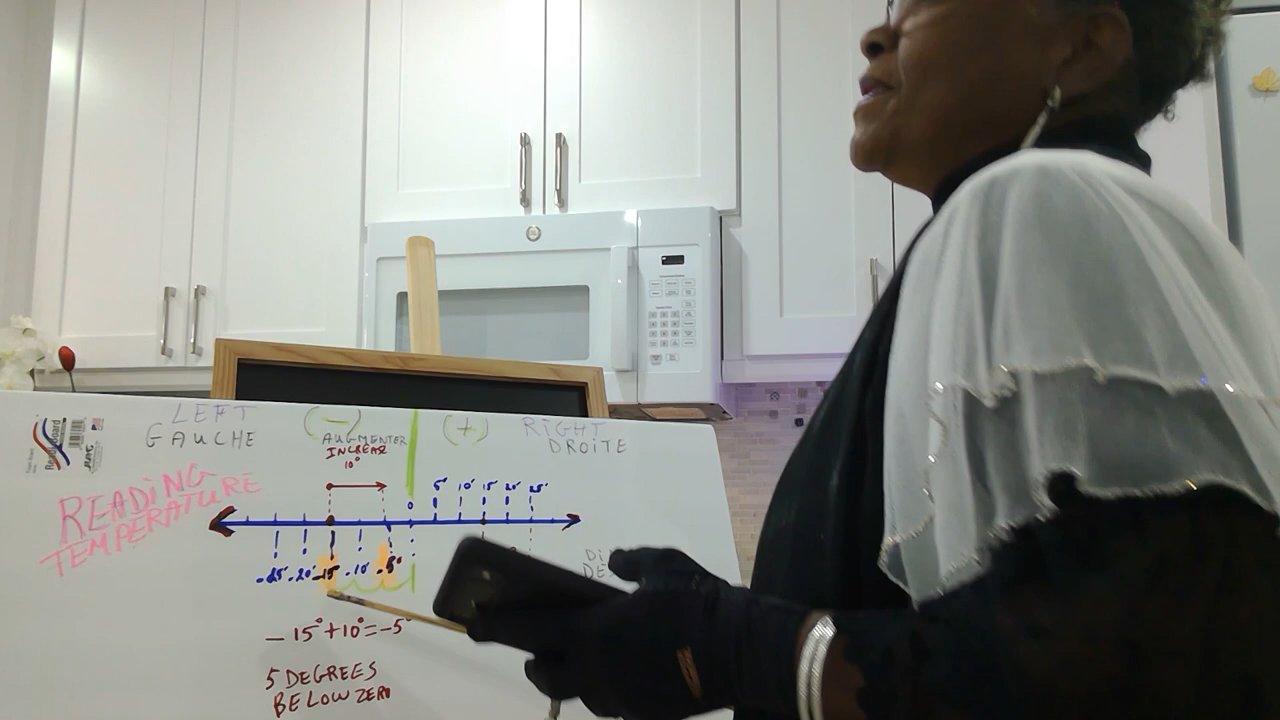 LEFT (-) (+) RIGHT
GAUCHE AUGMENTER DROITE
INCREASE
10°
READING
TEMPERATURE
0 5° 10° 15° 20° 25°
-25° -20° -15° -10° -5°
-15°+10°=-5°
5 DEGREES
BELOW ZERO